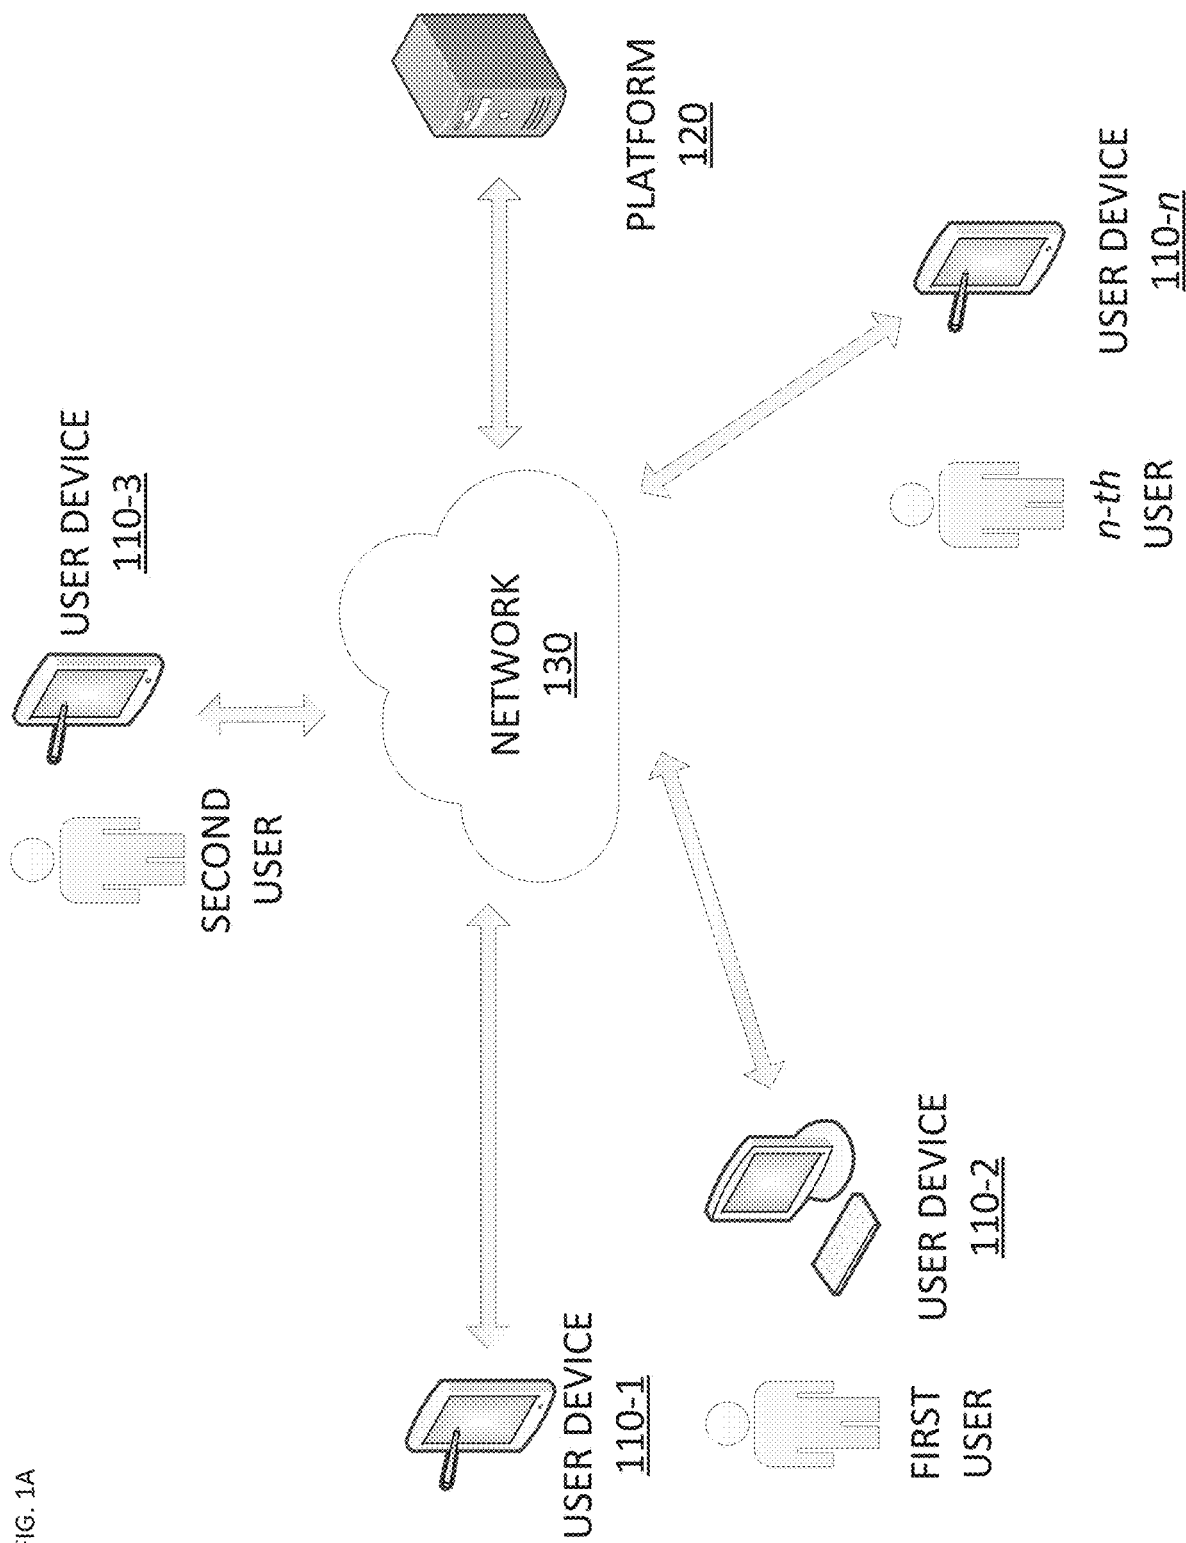 FIG. 1A
USER DEVICE
110-1
FIRST
USER
USER DEVICE
110-2
SECOND
USER
USER DEVICE
110-3
NETWORK
130
PLATFORM
120
n-th
USER
USER DEVICE
110-n